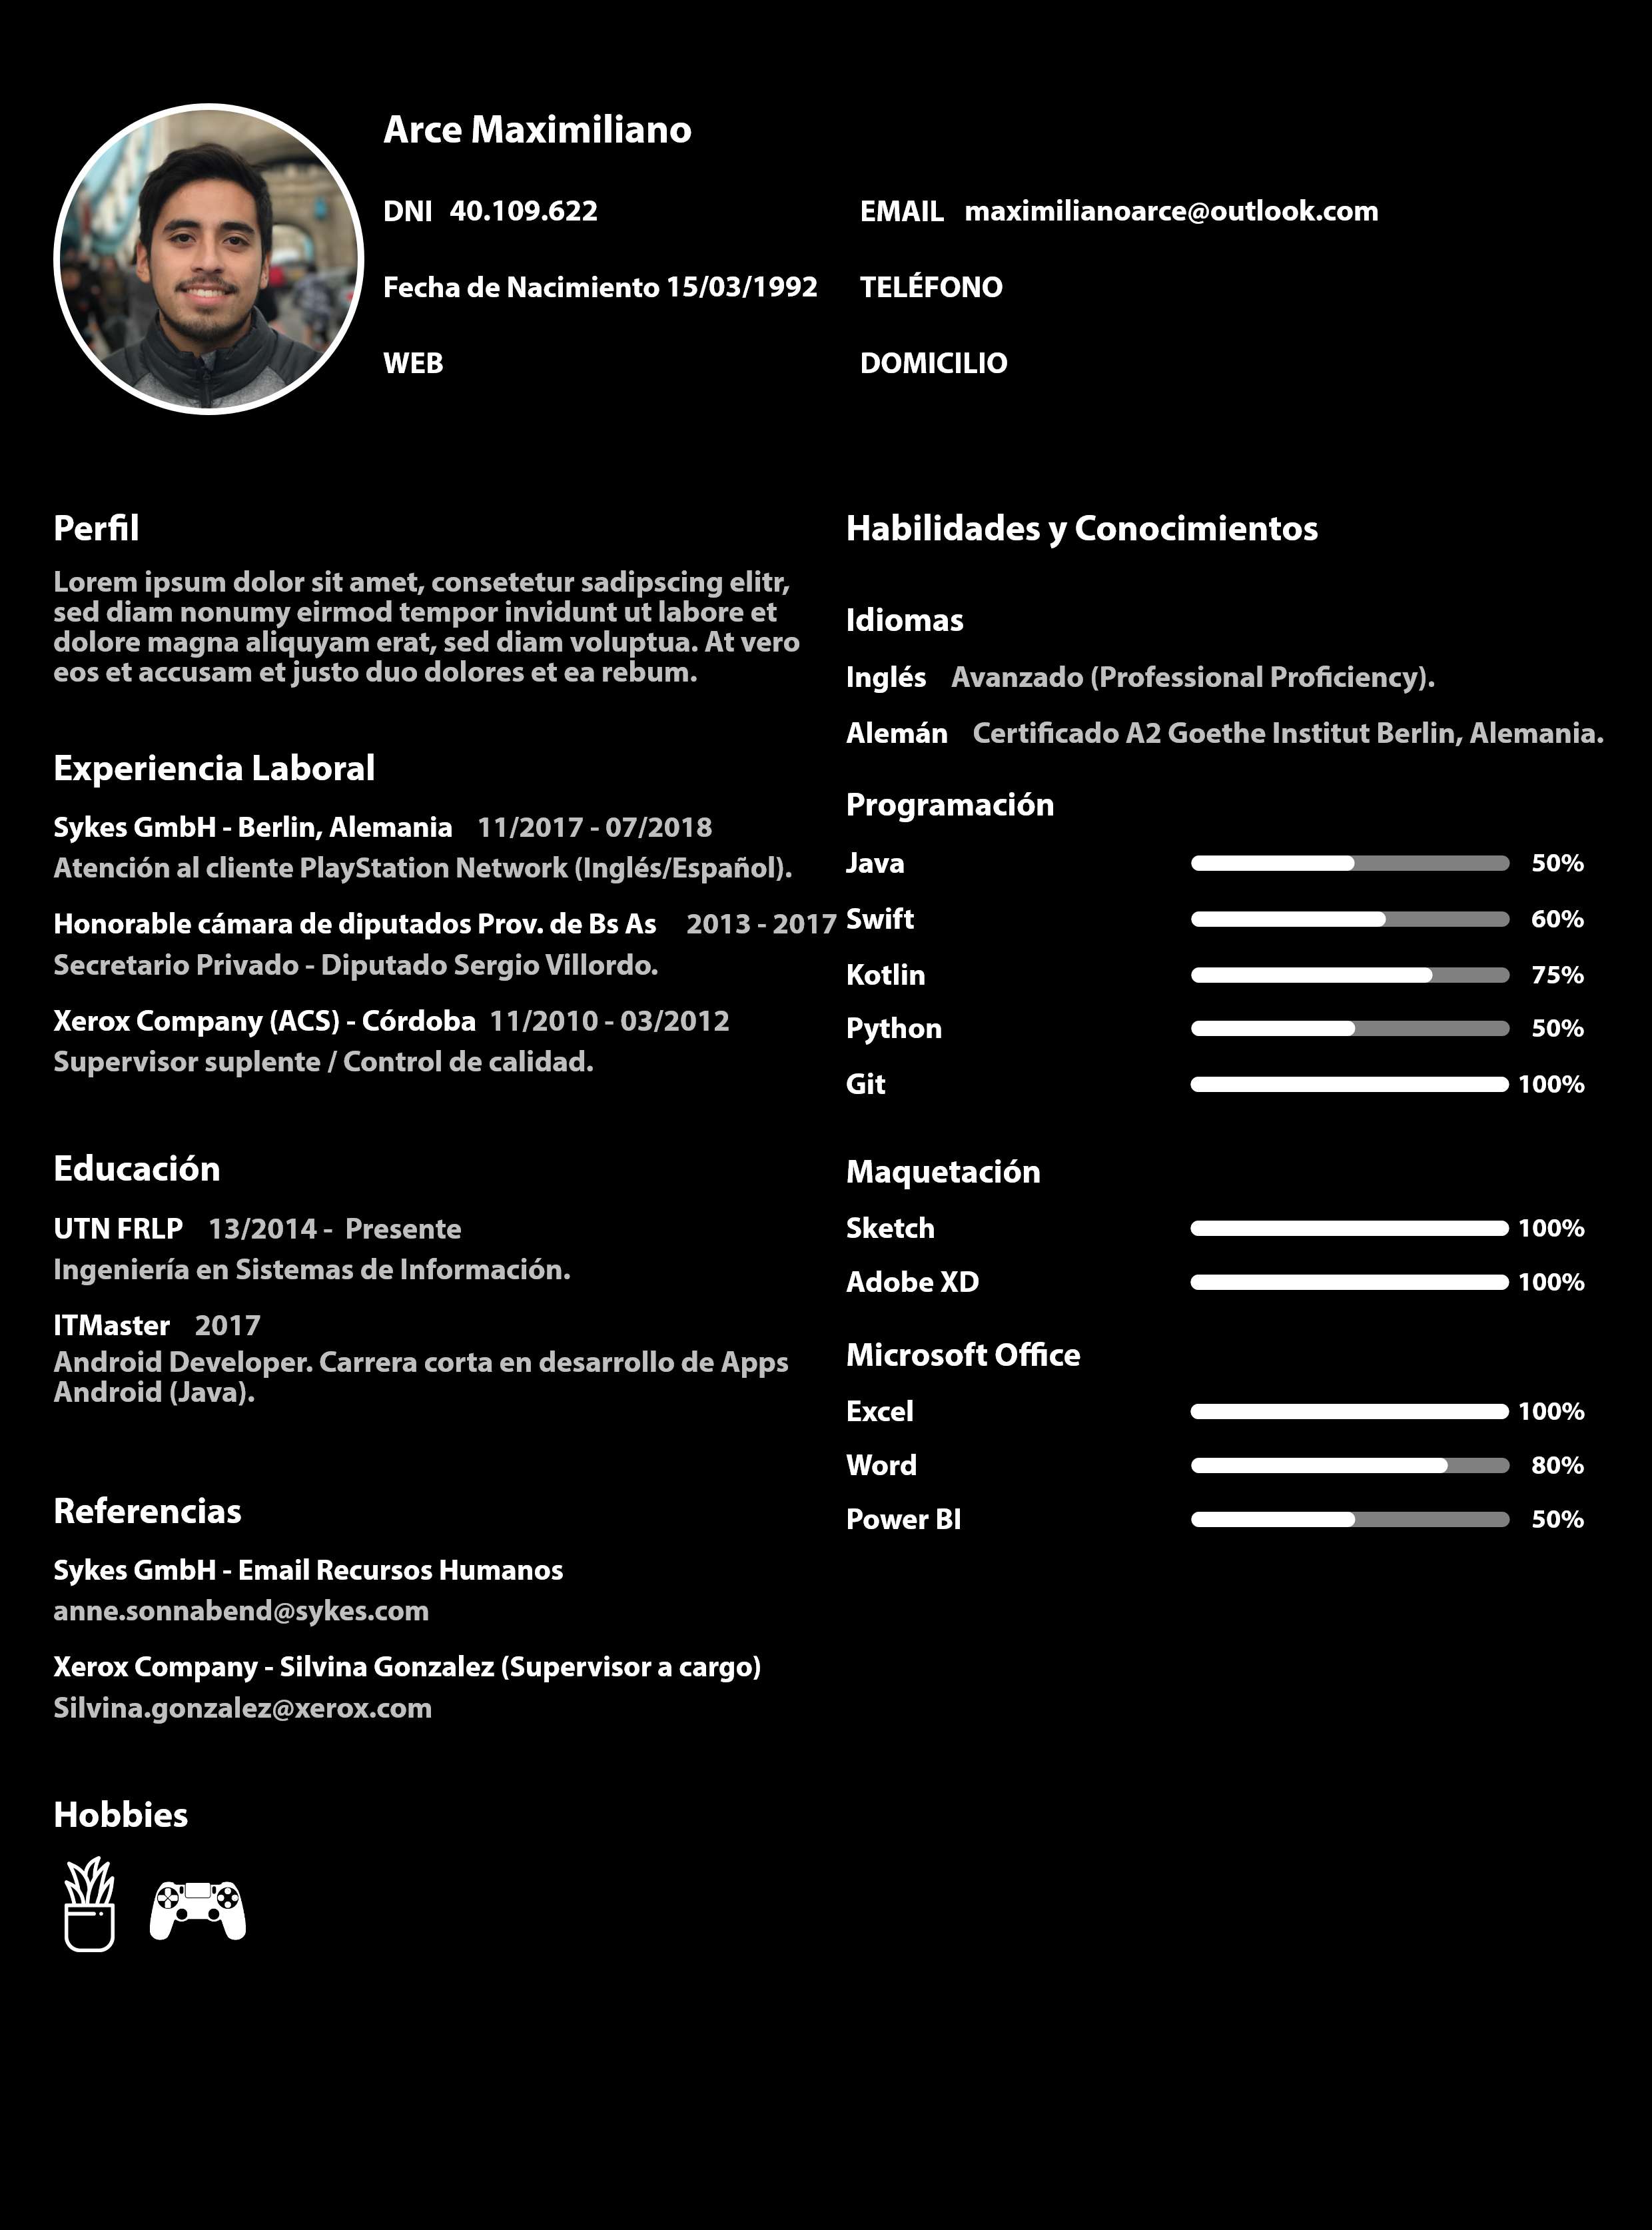 Arce Maximiliano
DNI 40.109.622
EMAIL maximilianoarce@outlook.com
Fecha de Nacimiento 15/03/1992
TELÉFONO
WEB
DOMICILIO
Perfil
Lorem ipsum dolor sit amet, consetetur sadipscing elitr,
sed diam nonumy eirmod tempor invidunt ut labore et
dolore magna aliquyam erat, sed diam voluptua. At vero
eos et accusam et justo duo dolores et ea rebum.
Experiencia Laboral
Sykes GmbH - Berlin, Alemania 11/2017 - 07/2018
Atención al cliente PlayStation Network (Inglés/Español).
Honorable cámara de diputados Prov. de Bs As 2013 - 2017
Secretario Privado - Diputado Sergio Villordo.
Xerox Company (ACS) - Córdoba 11/2010 - 03/2012
Supervisor suplente / Control de calidad.
Educación
UTN FRLP 13/2014 - Presente
Ingeniería en Sistemas de Información.
ITMaster 2017
Android Developer. Carrera corta en desarrollo de Apps
Android (Java).
Referencias
Sykes GmbH - Email Recursos Humanos
anne.sonnabend@sykes.com
Xerox Company - Silvina Gonzalez (Supervisor a cargo)
Silvina.gonzalez@xerox.com
Hobbies
Habilidades y Conocimientos
Idiomas
Inglés Avanzado (Professional Proficiency).
Alemán Certificado A2 Goethe Institut Berlin, Alemania.
Programación
Java 50%
Swift 60%
Kotlin 75%
Python 50%
Git 100%
Maquetación
Sketch 100%
Adobe XD 100%
Microsoft Office
Excel 100%
Word 80%
Power BI 50%